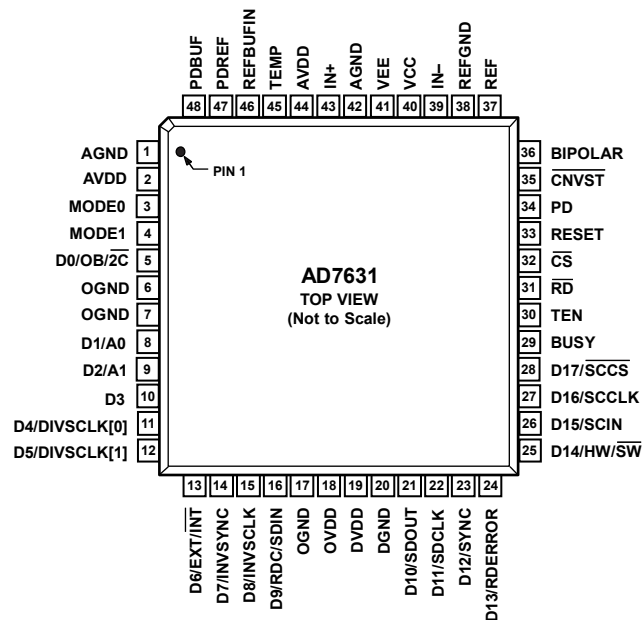 PDBUF
PDREF
REFBUFIN
TEMP
AVDD
IN+
AGND
VEE
VCC
IN–
REFGND
REF
48 47 46 45 44 43 42 41 40 39 38 37
AGND 1
AVDD 2
MODE0 3
MODE1 4
D0/OB/2C̅ 5
OGND 6
OGND 7
D1/A0 8
D2/A1 9
D3 10
D4/DIVSCLK[0] 11
D5/DIVSCLK[1] 12
PIN 1
AD7631
TOP VIEW
(Not to Scale)
36 BIPOLAR
35 C̅N̅V̅S̅T̅
34 PD
33 RESET
32 C̅S̅
31 R̅D̅
30 TEN
29 BUSY
28 D17/S̅C̅C̅S̅
27 D16/SCCLK
26 D15/SCIN
25 D14/HW/S̅W̅
13 14 15 16 17 18 19 20 21 22 23 24
D6/EXT/I̅N̅T̅
D7/INVSYNC
D8/INVSCLK
D9/RDC/SDIN
OGND
OVDD
DVDD
DGND
D10/SDOUT
D11/SDCLK
D12/SYNC
D13/RDERROR